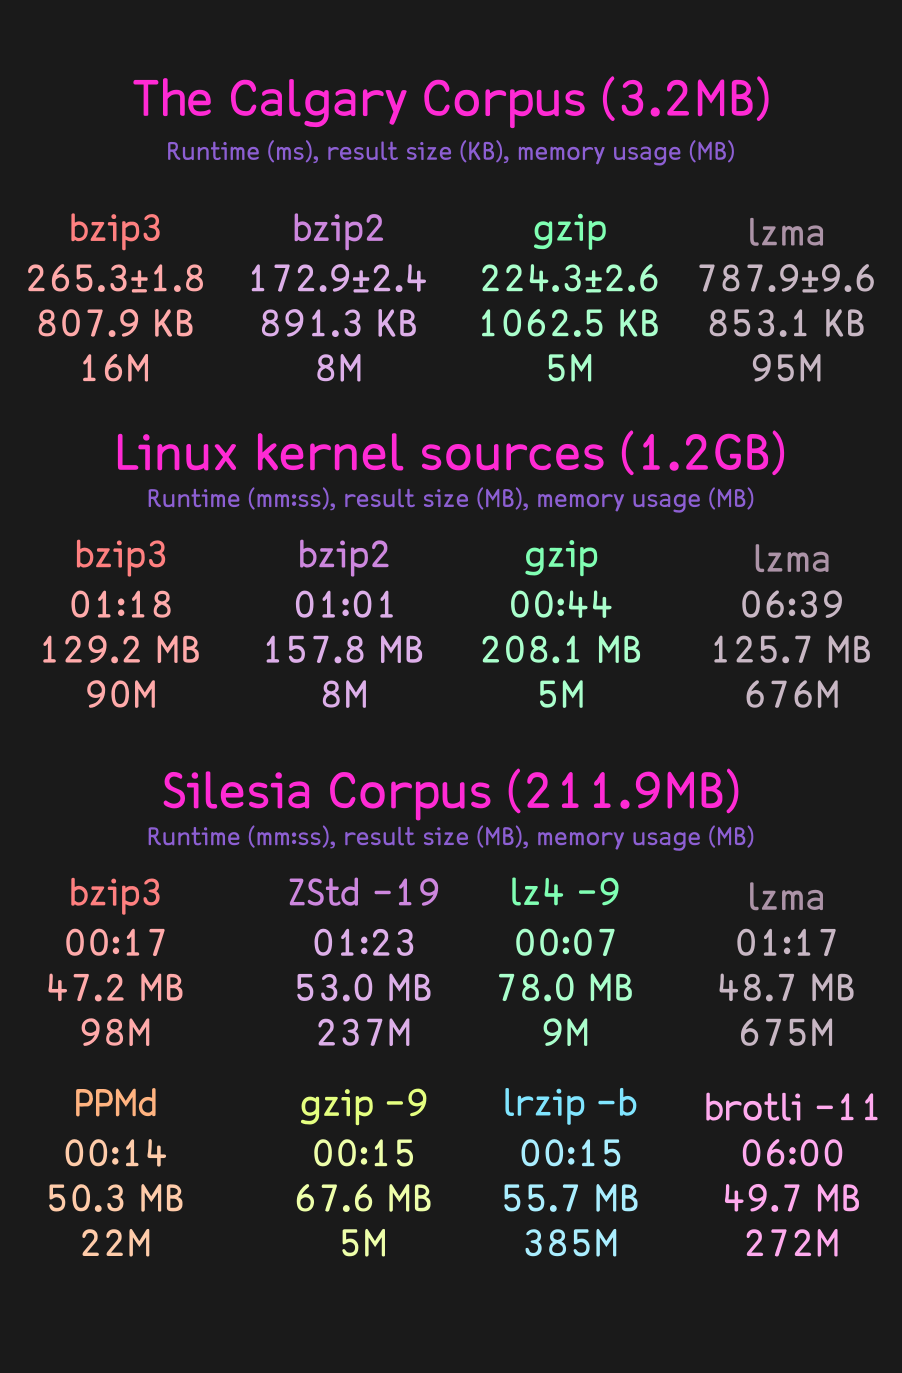 The Calgary Corpus (3.2MB)
Runtime (ms), result size (KB), memory usage (MB)
bzip3 bzip2 gzip lzma
265.3±1.8 172.9±2.4 224.3±2.6 787.9±9.6
807.9 KB 891.3 KB 1062.5 KB 853.1 KB
16M 8M 5M 95M
Linux kernel sources (1.2GB)
Runtime (mm:ss), result size (MB), memory usage (MB)
bzip3 bzip2 gzip lzma
01:18 01:01 00:44 06:39
129.2 MB 157.8 MB 208.1 MB 125.7 MB
90M 8M 5M 676M
Silesia Corpus (211.9MB)
Runtime (mm:ss), result size (MB), memory usage (MB)
bzip3 ZStd -19 lz4 -9 lzma
00:17 01:23 00:07 01:17
47.2 MB 53.0 MB 78.0 MB 48.7 MB
98M 237M 9M 675M
PPMd gzip -9 lrzip -b brotli -11
00:14 00:15 00:15 06:00
50.3 MB 67.6 MB 55.7 MB 49.7 MB
22M 5M 385M 272M